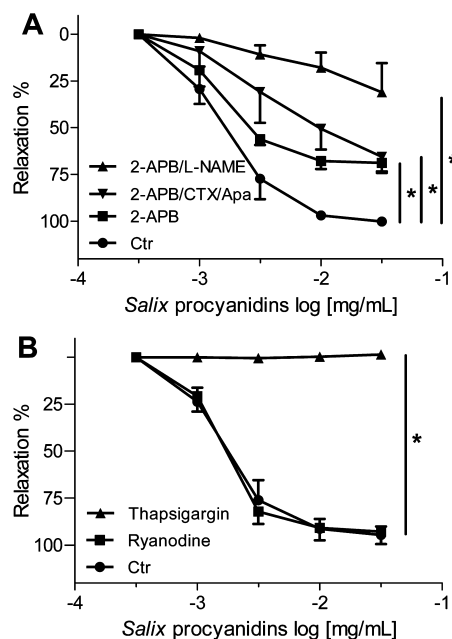 A
Relaxation %
0
25
50
75
100
2-APB/L-NAME
2-APB/CTX/Apa
2-APB
Ctr
*
*
*
-4
-3
-2
-1
Salix procyanidins log [mg/mL]
B
Relaxation %
25
50
75
100
Thapsigargin
Ryanodine
Ctr
*
-4
-3
-2
-1
Salix procyanidins log [mg/mL]